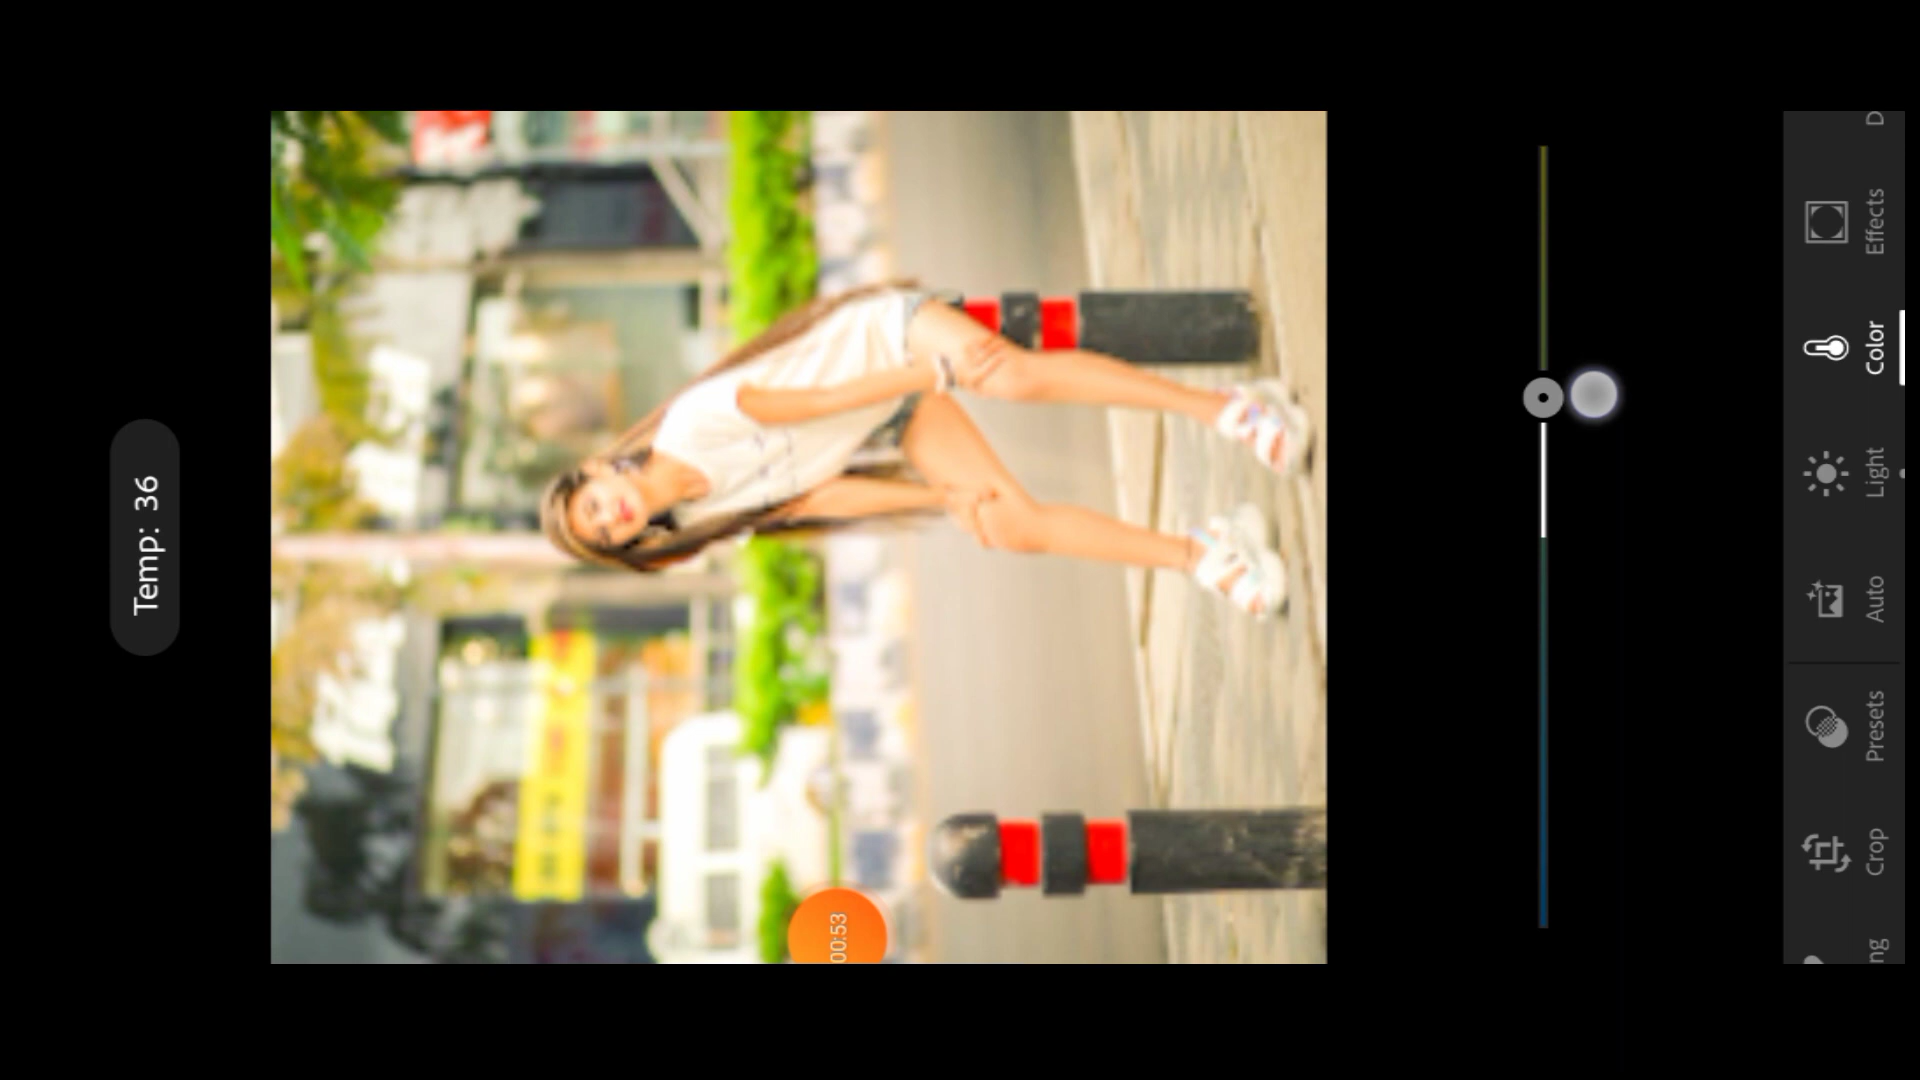 Temp: 36
00:53
ng
Crop
Presets
Auto
Light
Color
Effects
D